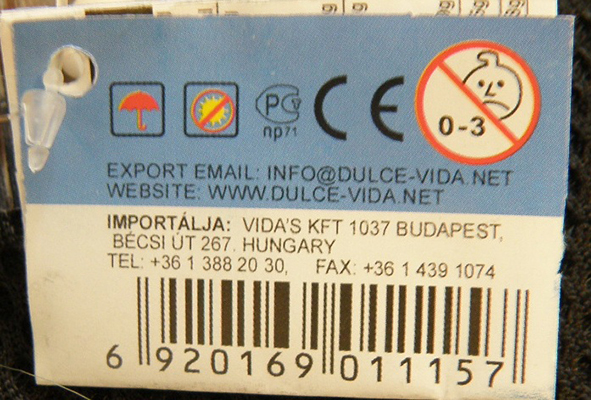 PC
np71
CE
0-3
EXPORT EMAIL: INFO@DULCE-VIDA.NET
WEBSITE: WWW.DULCE-VIDA.NET
IMPORTÁLJA: VIDA'S KFT 1037 BUDAPEST,
BÉCSI ÚT 267. HUNGARY
TEL: +36 1 388 20 30, FAX: +36 1 439 1074
6 920169 011157